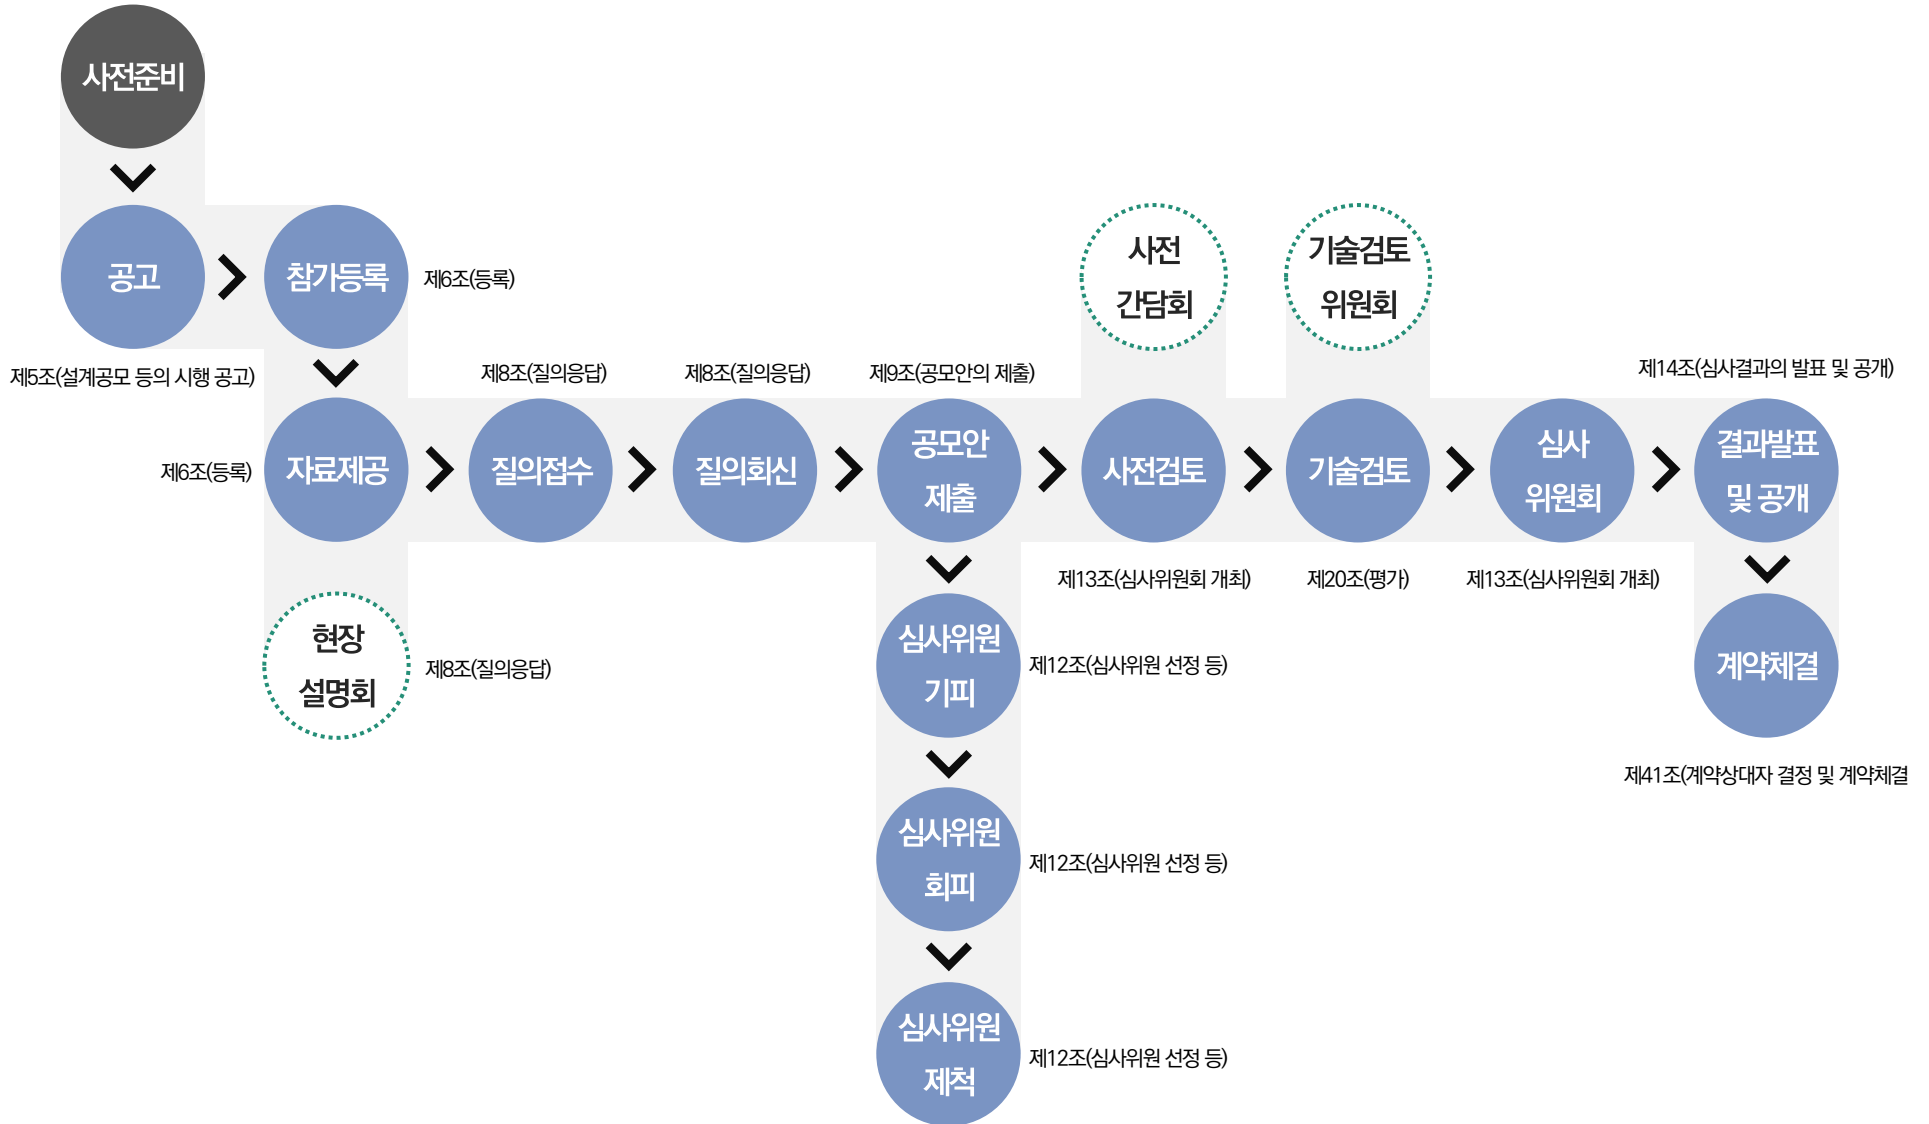 사전준비
공고
참가등록
제6조(등록)
사전
간담회
기술검토
위원회
제5조(설계공모 등의 시행 공고)
제8조(질의응답)
제8조(질의응답)
제9조(공모안의 제출)
제14조(심사결과의 발표 및 공개)
제6조(등록)
자료제공
질의접수
질의회신
공모안
제출
사전검토
기술검토
심사
위원회
결과발표
및 공개
제13조(심사위원회 개최)
제20조(평가)
제13조(심사위원회 개최)
현장
설명회
제8조(질의응답)
심사위원
기피
제12조(심사위원 선정 등)
계약체결
제41조(계약상대자 결정 및 계약체결
심사위원
회피
제12조(심사위원 선정 등)
심사위원
제척
제12조(심사위원 선정 등)